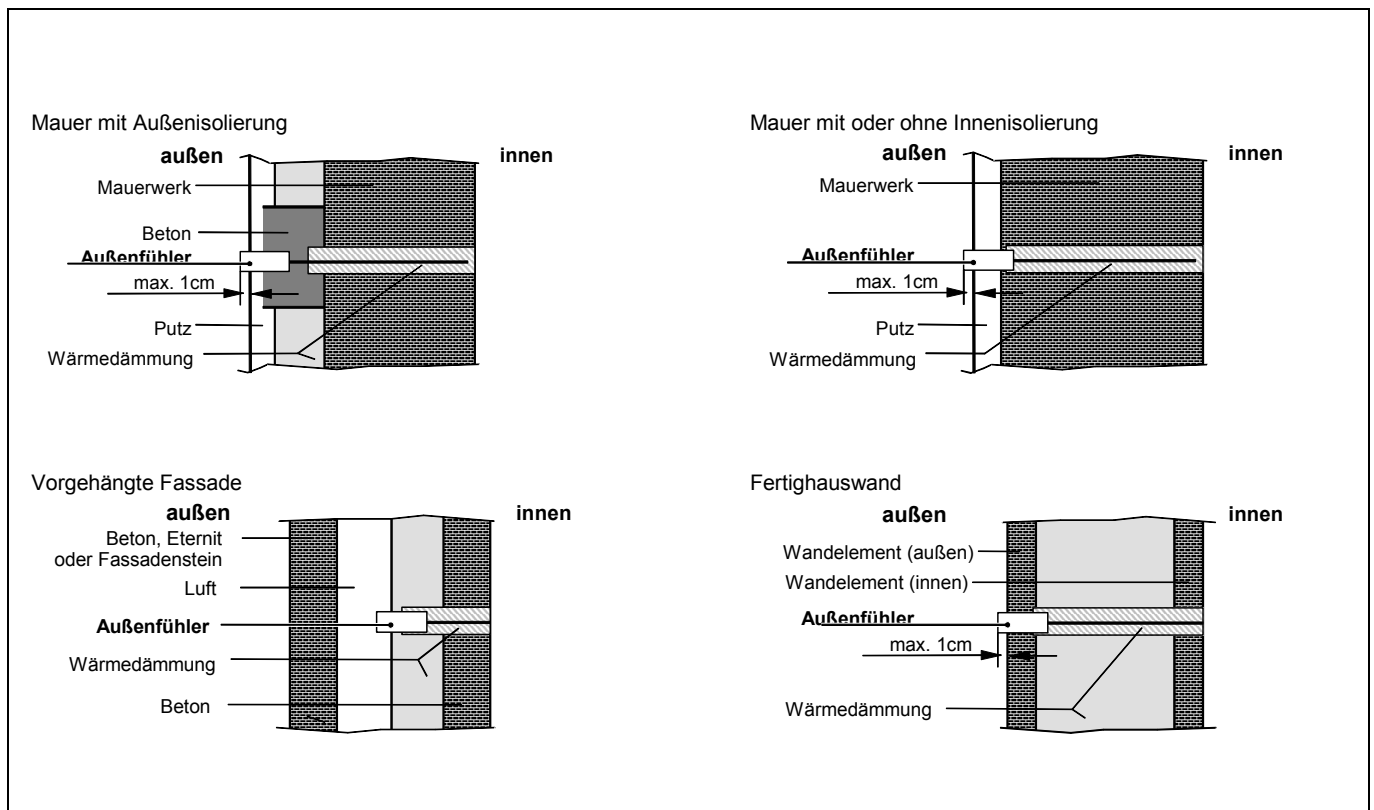 Mauer mit Außenisolierung
außen
innen
Mauerwerk
Beton
Außenfühler
max. 1cm
Putz
Wärmedämmung
Mauer mit oder ohne Innenisolierung
außen
innen
Mauerwerk
Außenfühler
max. 1cm
Putz
Wärmedämmung
Vorgehängte Fassade
außen
innen
Beton, Eternit
oder Fassadenstein
Luft
Außenfühler
Wärmedämmung
Beton
Fertighauswand
außen
innen
Wandelement (außen)
Wandelement (innen)
Außenfühler
max. 1cm
Wärmedämmung